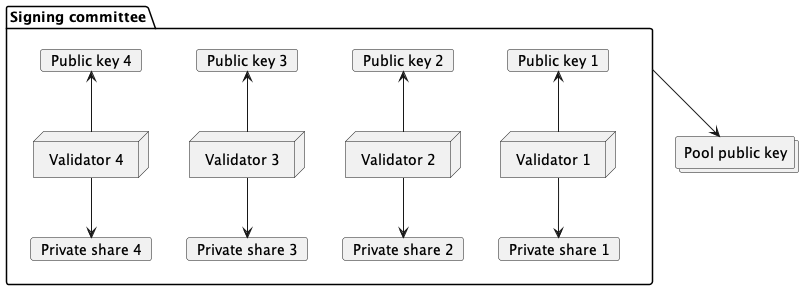 Signing committee
Public key 4
Public key 3
Public key 2
Public key 1
Validator 4
Validator 3
Validator 2
Validator 1
Pool public key
Private share 4
Private share 3
Private share 2
Private share 1